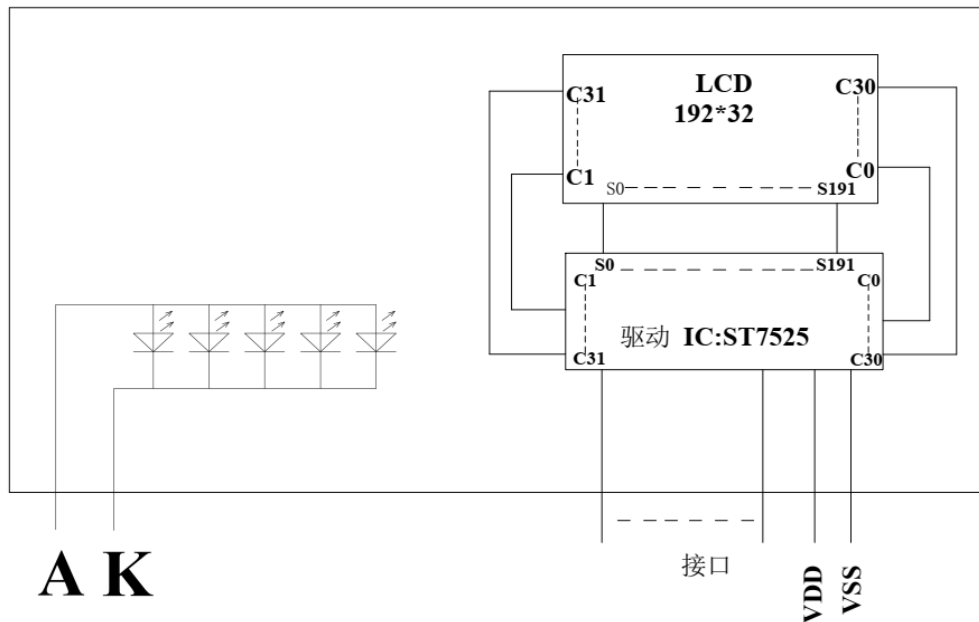 LCD
192*32
C31
C30
C1
C0
S0
S191
S0
S191
C1
C0
驱动 IC:ST7525
C31
C30
A K
接口
VDD
VSS